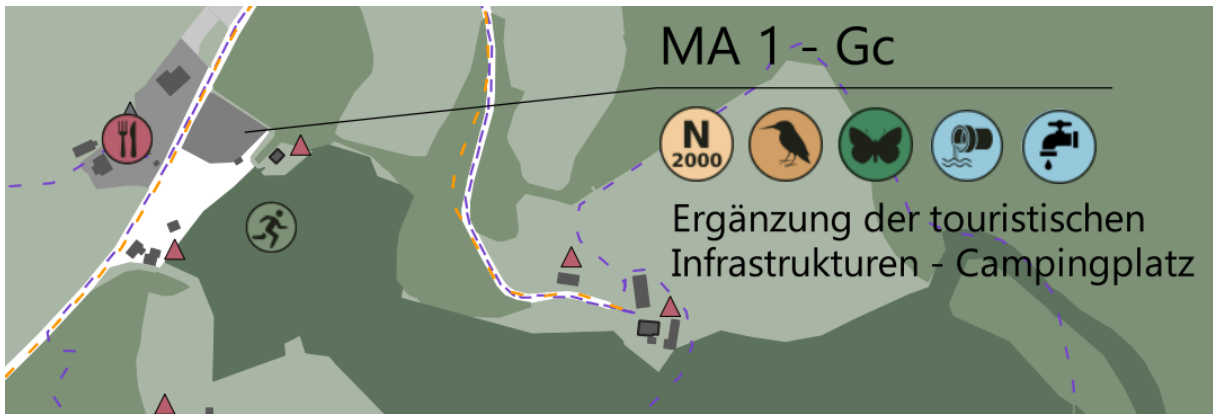 MA 1 - Gc
N
2000
Ergänzung der touristischen
Infrastrukturen - Campingplatz